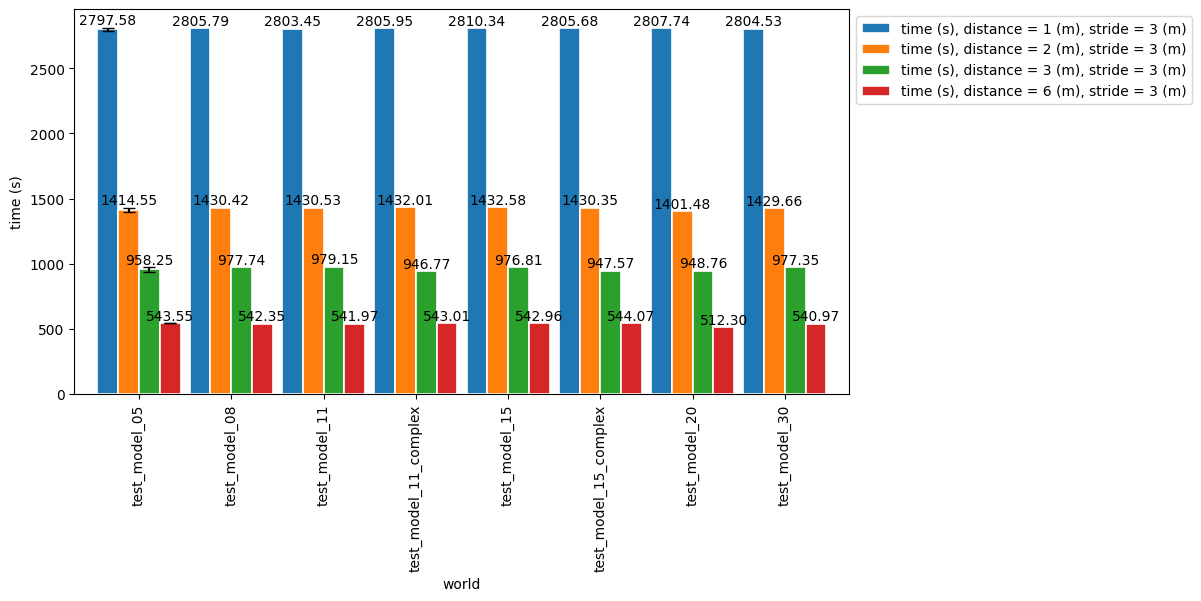 2797.58 2805.79 2803.45 2805.95 2810.34 2805.68 2807.74 2804.53
time (s), distance = 1 (m), stride = 3 (m)
time (s), distance = 2 (m), stride = 3 (m)
time (s), distance = 3 (m), stride = 3 (m)
time (s), distance = 6 (m), stride = 3 (m)
2500
2000
1500
1414.55 1430.42 1430.53 1432.01 1432.58 1430.35 1401.48 1429.66
time (s)
1000
958.25 977.74 979.15 946.77 976.81 947.57 948.76 977.35
500
543.55 542.35 541.97 543.01 542.96 544.07 512.30 540.97
0
test_model_05
test_model_08
test_model_11
test_model_11_complex
test_model_15
test_model_15_complex
test_model_20
test_model_30
world